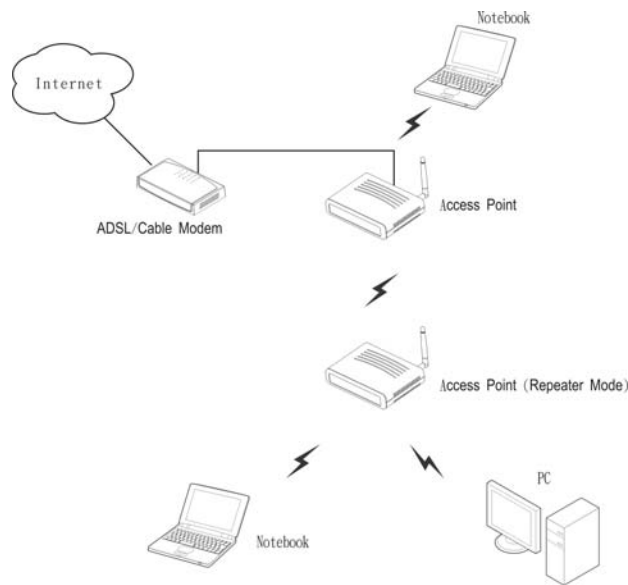 Notebook
Internet
Access Point
ADSL/Cable Modem
Access Point (Repeater Mode)
PC
Notebook